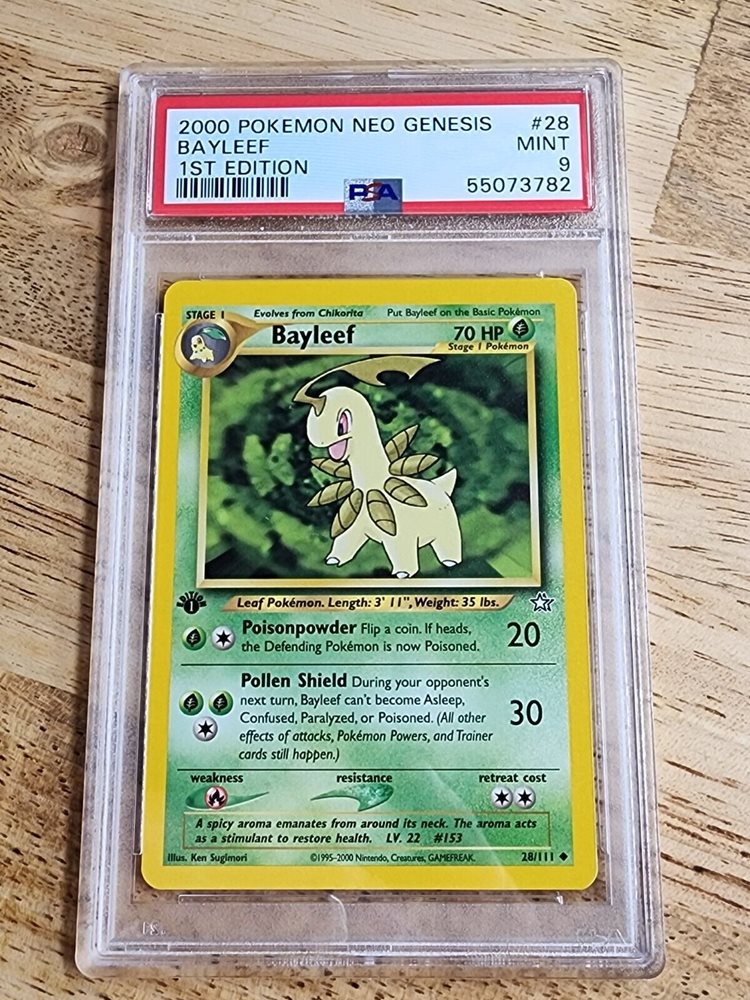 2000 POKEMON NEO GENESIS #28
BAYLEEF MINT
1ST EDITION 9
PSA 55073782
STAGE 1 Evolves from Chikorita Put Bayleef on the Basic Pokémon
Bayleef 70 HP
Stage 1 Pokémon
EDITION
1
Leaf Pokémon. Length: 3' 11", Weight: 35 lbs.
Poisonpowder Flip a coin. If heads,
the Defending Pokémon is now Poisoned. 20
Pollen Shield During your opponent's
next turn, Bayleef can't become Asleep,
Confused, Paralyzed, or Poisoned. (All other 30
effects of attacks, Pokémon Powers, and Trainer
cards still happen.)
weakness resistance retreat cost
A spicy aroma emanates from around its neck. The aroma acts
as a stimulant to restore health. LV. 22 #153
Illus. Ken Sugimori ©1995-2000 Nintendo, Creatures, GAMEFREAK. 28/111